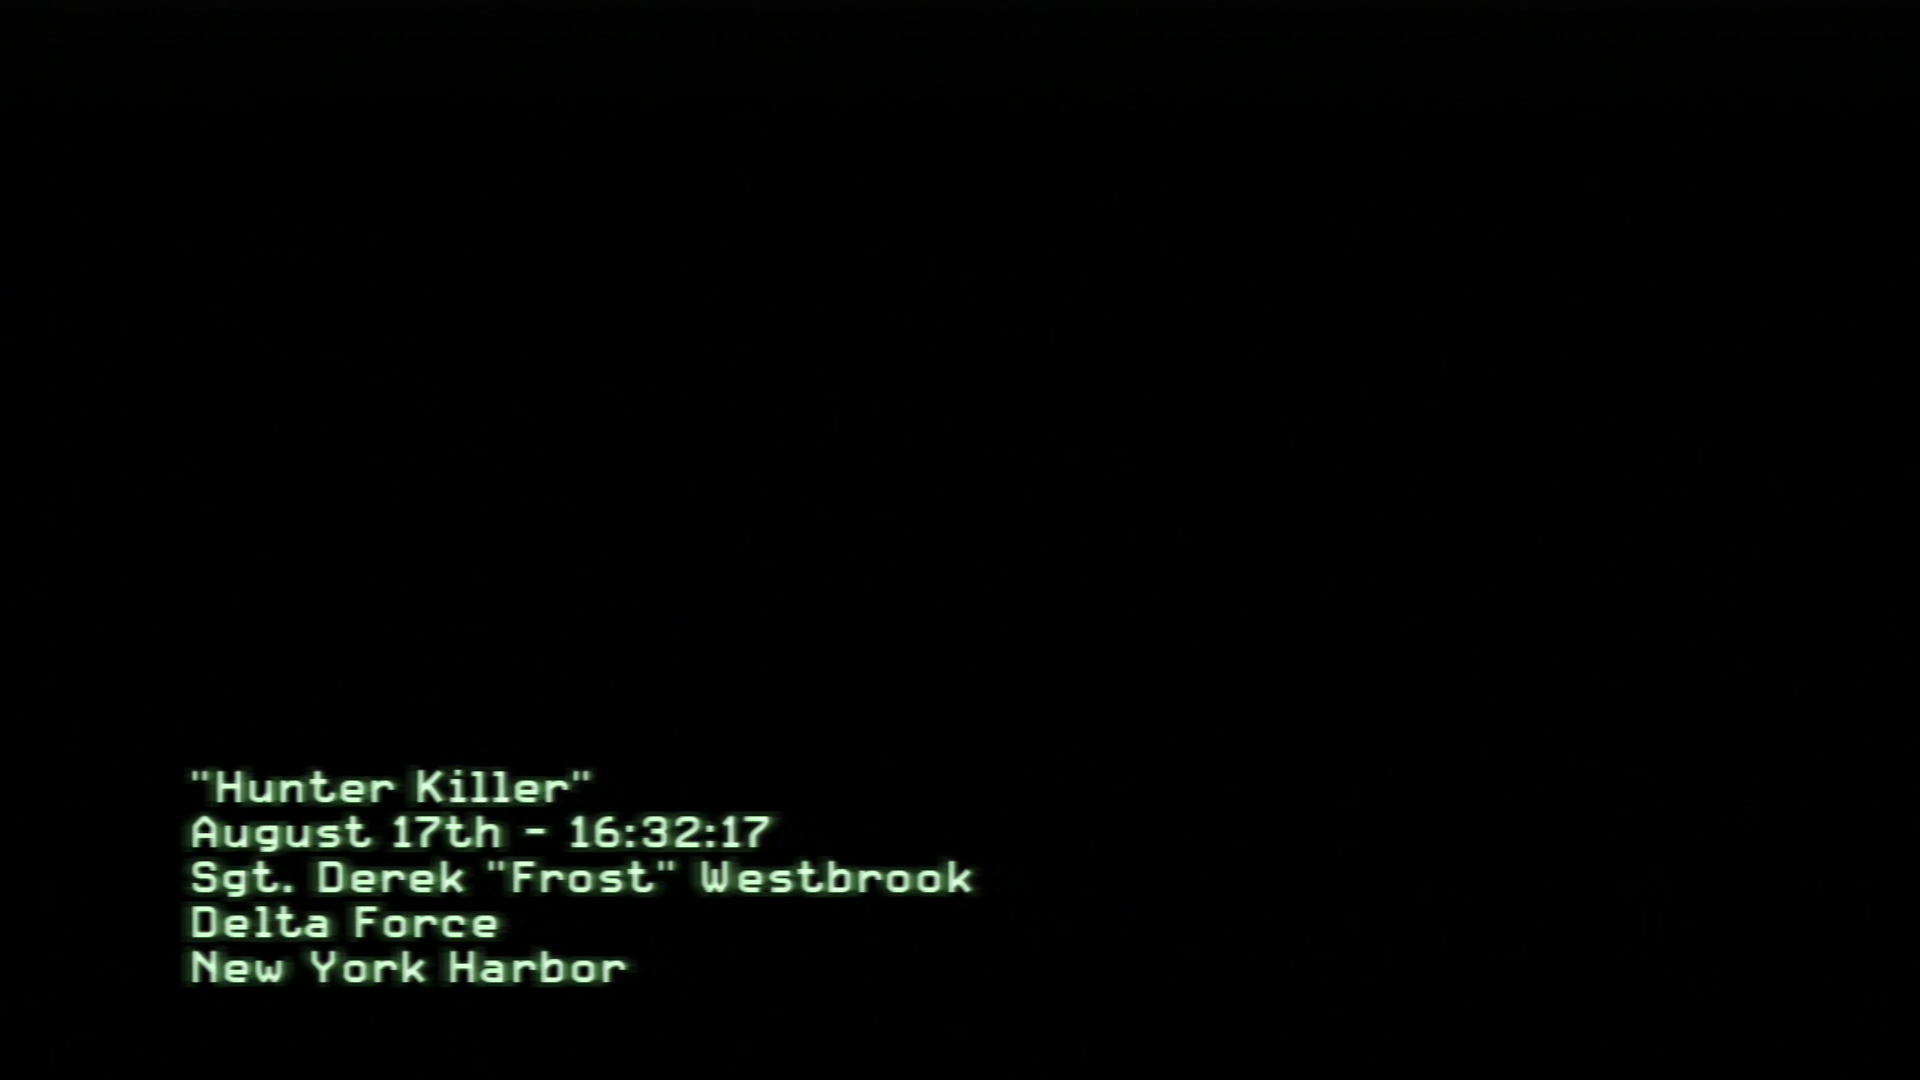 "Hunter Killer"
August 17th - 16:32:17
Sgt. Derek "Frost" Westbrook
Delta Force
New York Harbor